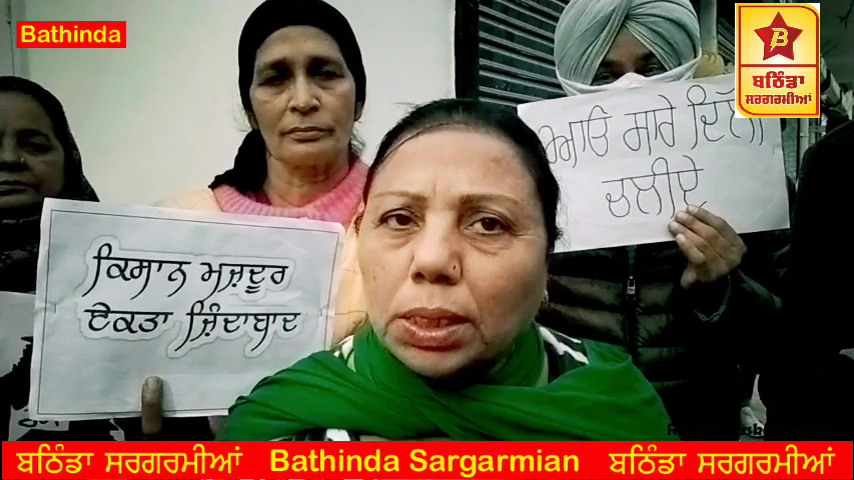 Bathinda
B
ਬਠਿੰਡਾ
ਸਰਗਰਮੀਆਂ
ਆਓ ਸਾਰੇ
ਚਲੀਏ
ਕਿਸਾਨ ਮਜ਼ਦੂਰ
ਏਕਤਾ ਜ਼ਿੰਦਾਬਾਦ
ਬਠਿੰਡਾ ਸਰਗਰਮੀਆਂ Bathinda Sargarmian ਬਠਿੰਡਾ ਸਰਗਰਮੀਆਂ